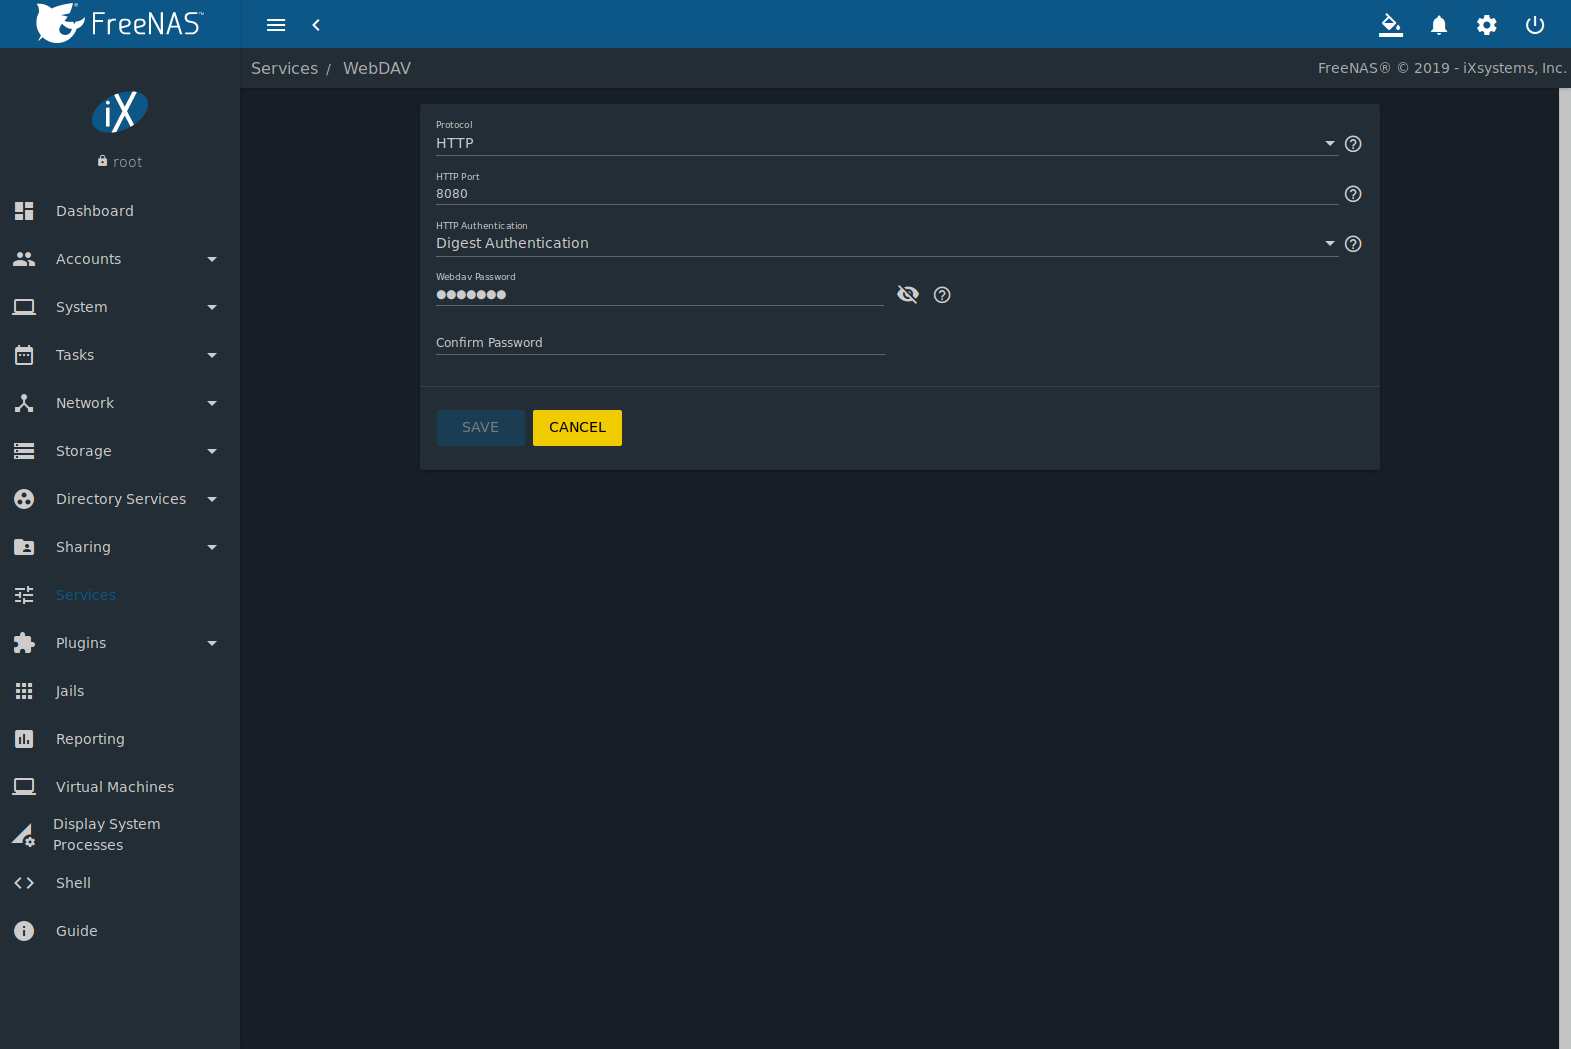 FreeNAS™
Services / WebDAV
FreeNAS® © 2019 - iXsystems, Inc.
iX
root
Dashboard
Accounts
System
Tasks
Network
Storage
Directory Services
Sharing
Services
Plugins
Jails
Reporting
Virtual Machines
Display System
Processes
Shell
Guide
Protocol
HTTP
HTTP Port
8080
HTTP Authentication
Digest Authentication
Webdav Password
●●●●●●●
Confirm Password
SAVE CANCEL